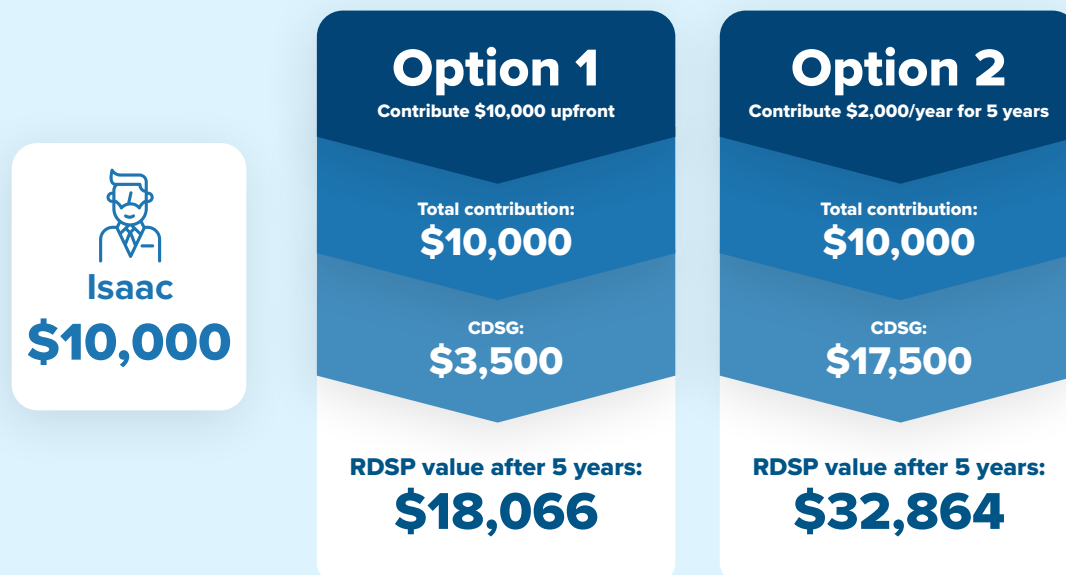 Isaac
$10,000
Option 1
Contribute $10,000 upfront
Total contribution:
$10,000
CDSG:
$3,500
RDSP value after 5 years:
$18,066
Option 2
Contribute $2,000/year for 5 years
Total contribution:
$10,000
CDSG:
$17,500
RDSP value after 5 years:
$32,864